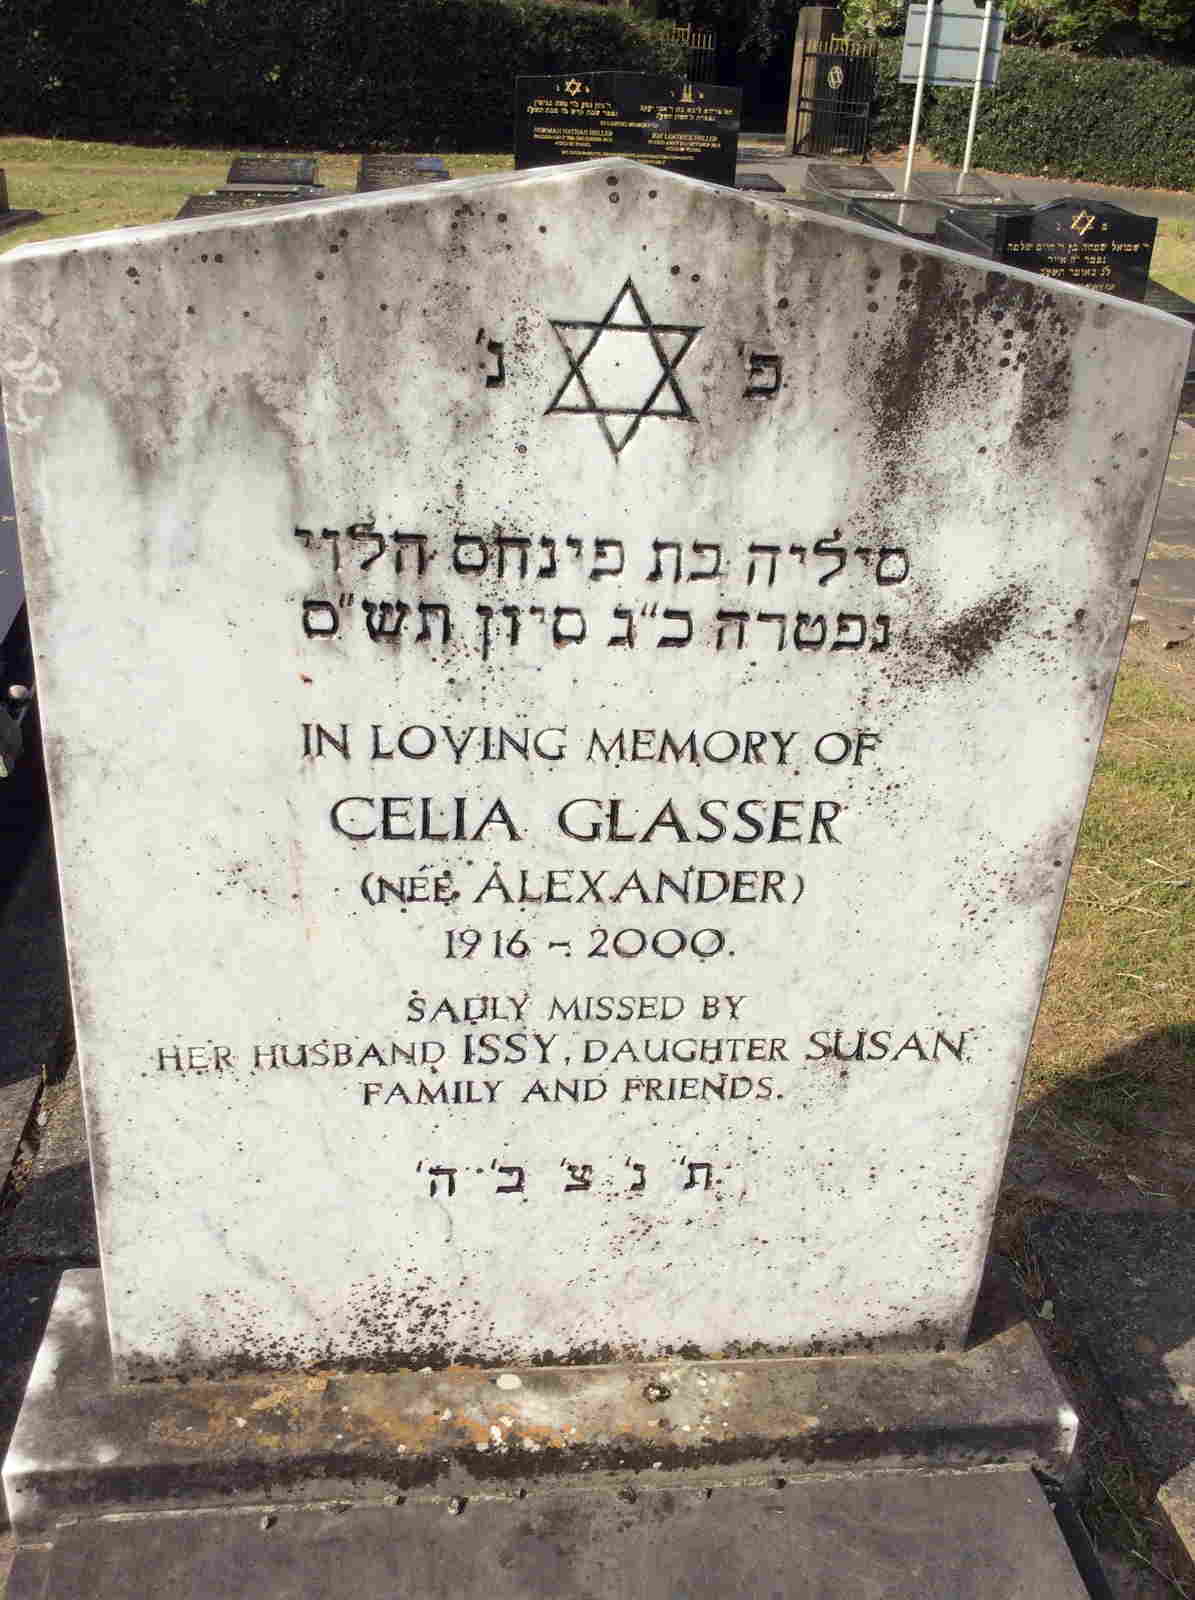 פ' נ'
סיליה בת פינחס הלוי
נפטרה כ"ג סיון תש"ס
IN LOVING MEMORY OF
CELIA GLASSER
(NÉE ALEXANDER)
1916 - 2000.
SADLY MISSED BY
HER HUSBAND ISSY, DAUGHTER SUSAN
FAMILY AND FRIENDS.
ת' נ' צ' ב' ה'